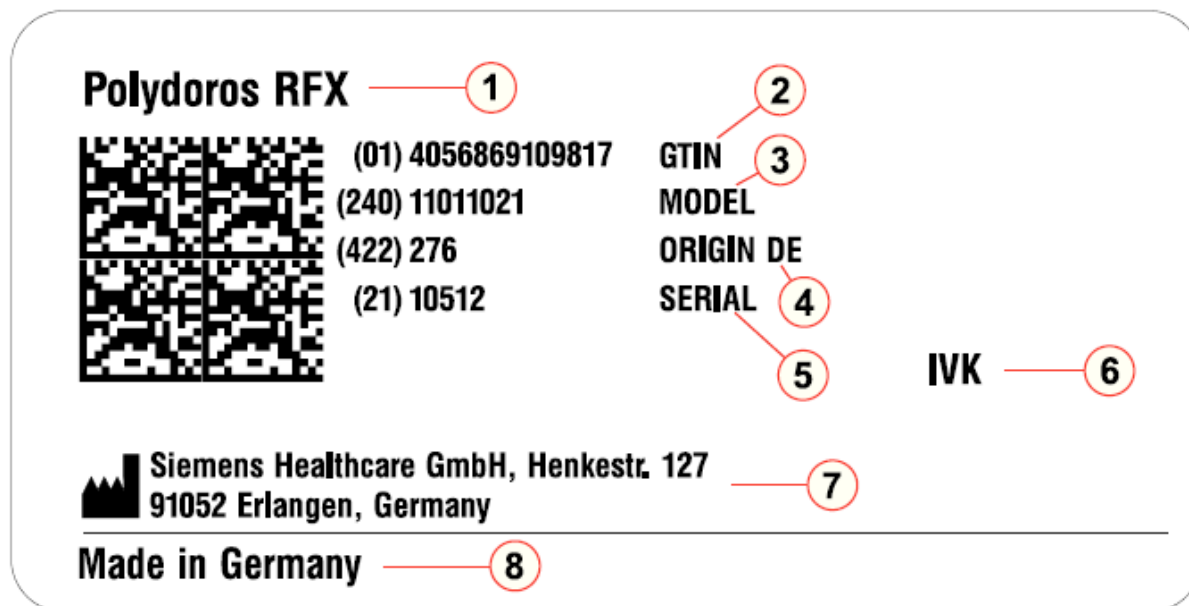 Polydoros RFX 1
2
(01) 4056869109817 GTIN
3
(240) 11011021 MODEL
(422) 276 ORIGIN DE
4
(21) 10512 SERIAL
5
IVK 6
Siemens Healthcare GmbH, Henkestr. 127
7
91052 Erlangen, Germany
Made in Germany 8